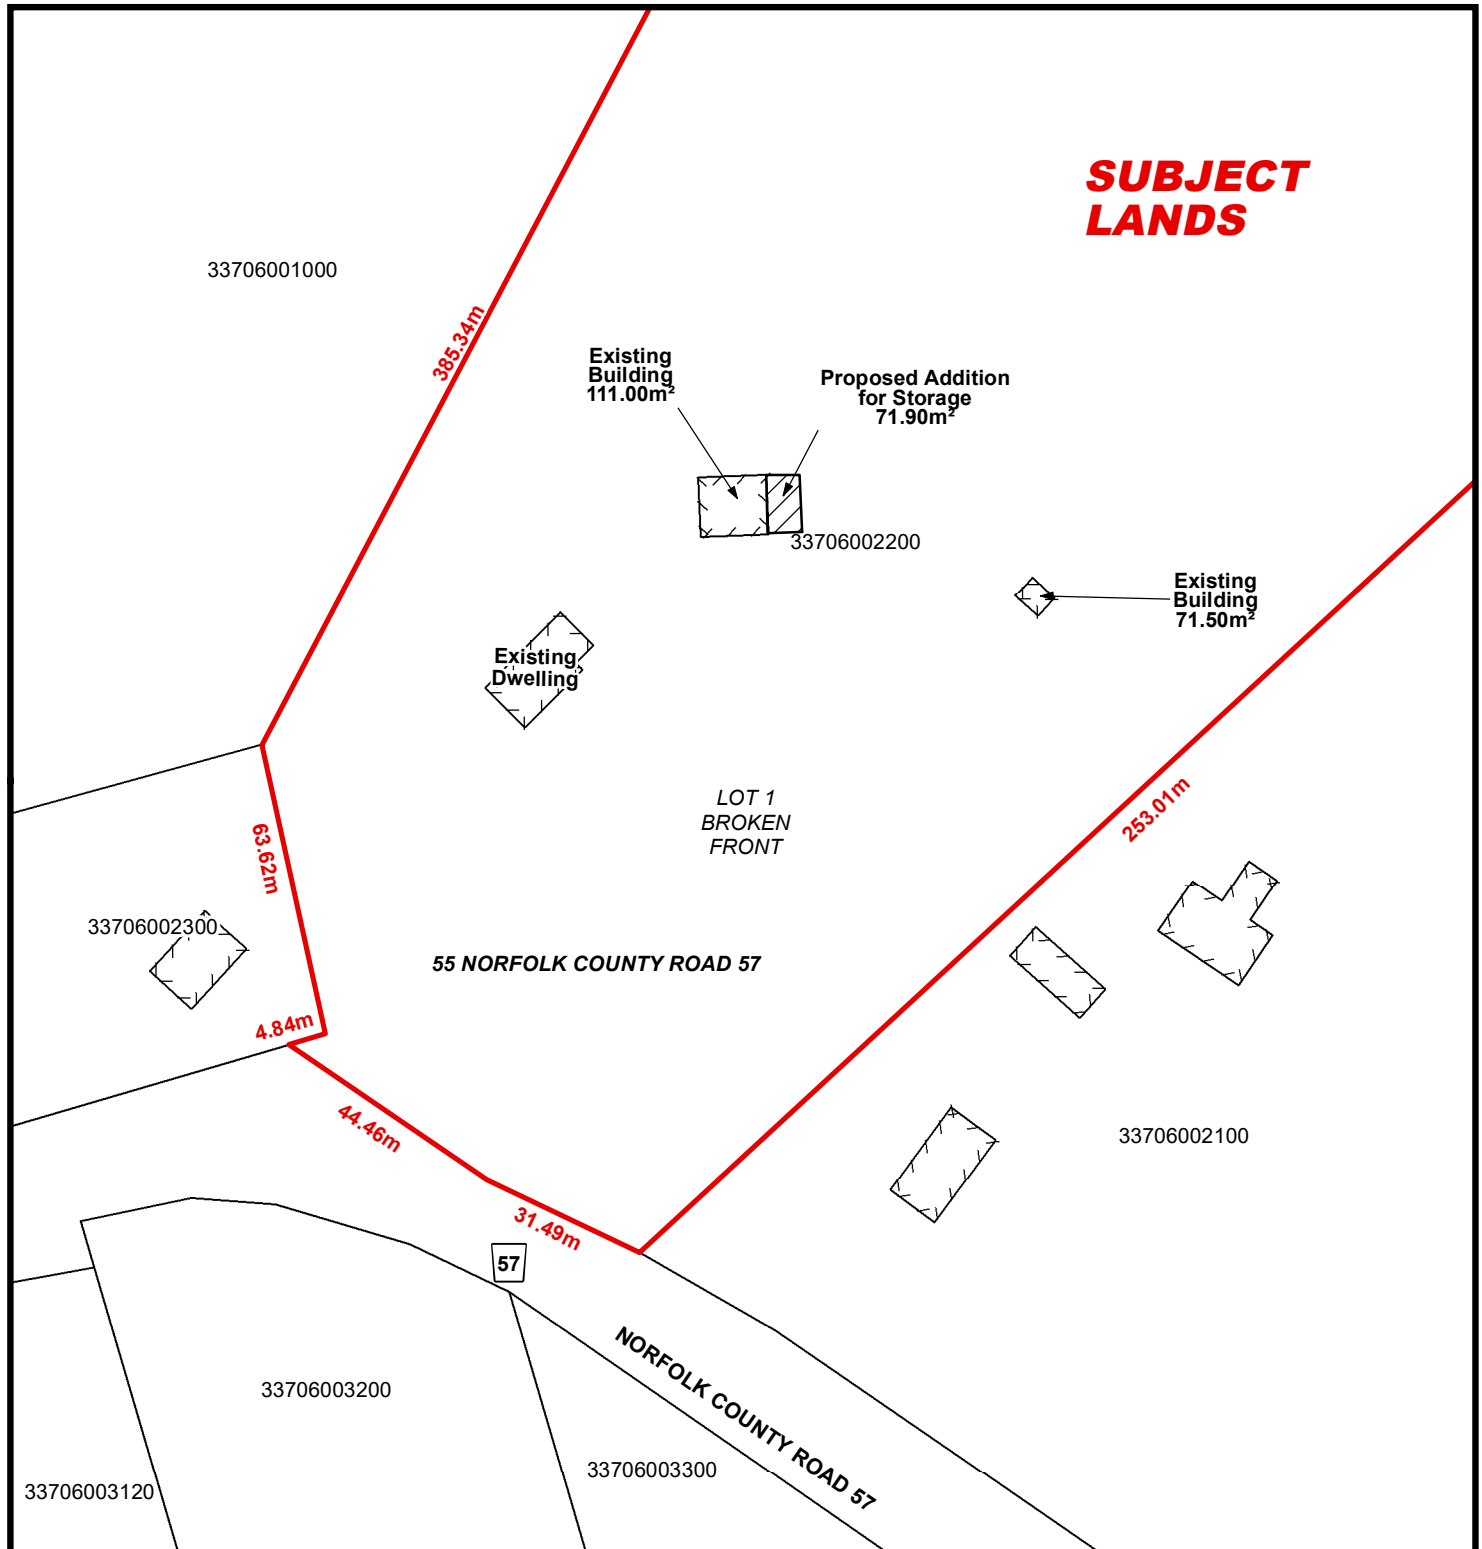 SUBJECT
LANDS
33706001000
385.34m
Existing
Building
111.00m²
Proposed Addition
for Storage
71.90m²
33706002200
Existing
Building
71.50m²
Existing
Dwelling
LOT 1
BROKEN
FRONT
253.01m
63.62m
33706002300
55 NORFOLK COUNTY ROAD 57
4.84m
44.46m
33706002100
31.49m
57
NORFOLK COUNTY ROAD 57
33706003200
33706003300
33706003120